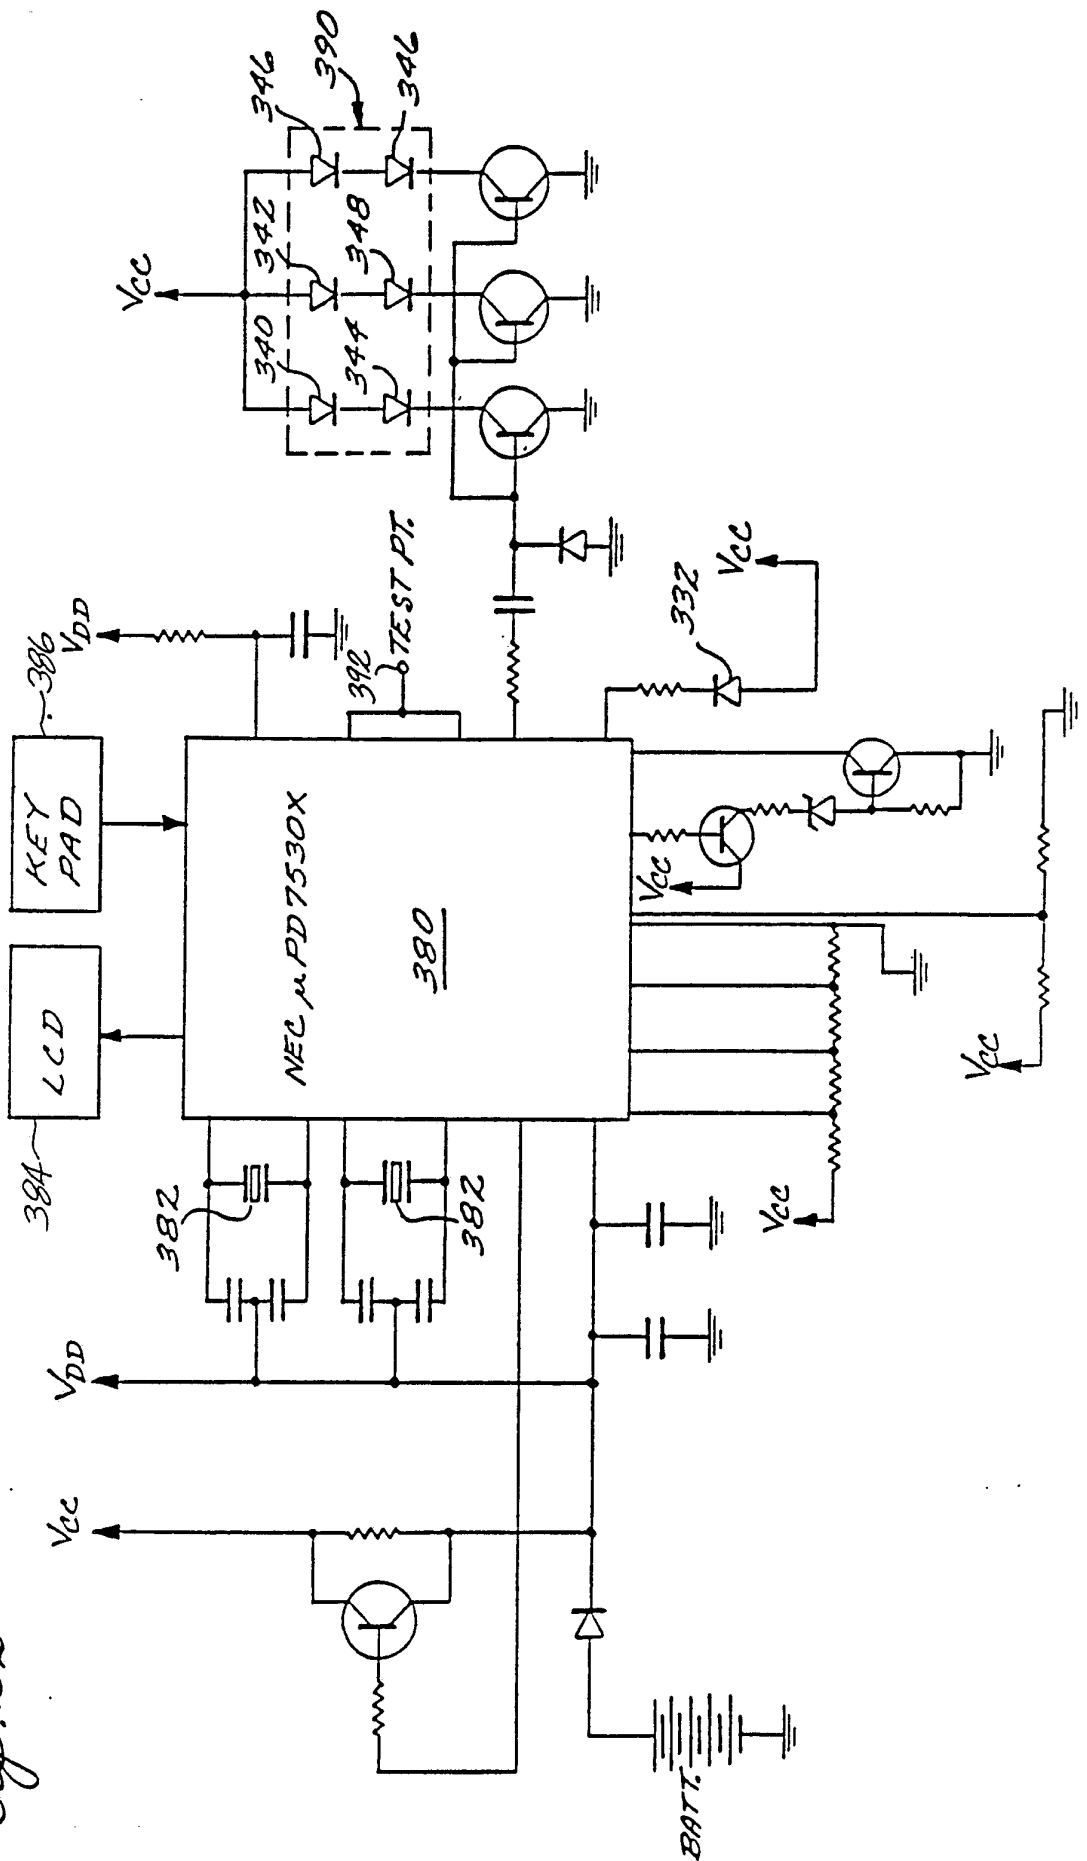 346
390
346
342
348
340
344
VCC
386
VDD
KEY
PAD
392
TEST PT.
332
VCC
LCD
384
NEC μPD7530X
380
VCC
VCC
VCC
382
382
VDD
VCC
BATT.